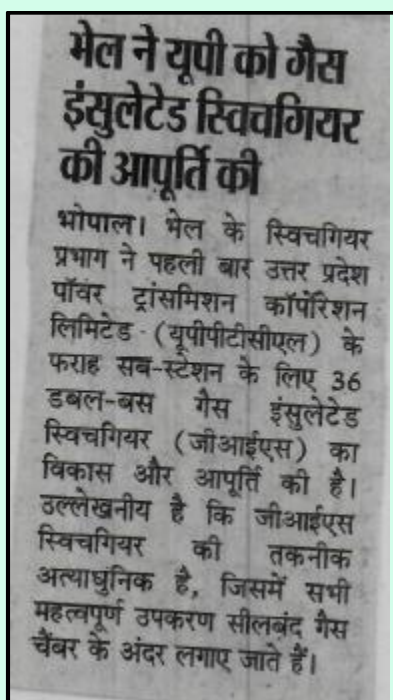 भेल ने यूपी को गैस
इंसुलेटेड स्विचगियर
की आपूर्ति की
भोपाल। भेल के स्विचगियर
प्रभाग ने पहली बार उत्तर प्रदेश
पॉवर ट्रांसमिशन कॉर्पोरेशन
लिमिटेड (यूपीपीटीसीएल) के
फराह सब-स्टेशन के लिए 36
डबल-बस गैस इंसुलेटेड
स्विचगियर (जीआईएस) का
विकास और आपूर्ति की है।
उल्लेखनीय है कि जीआईएस
स्विचगियर की तकनीक
अत्याधुनिक है, जिसमें सभी
महत्वपूर्ण उपकरण सीलबंद गैस
चैंबर के अंदर लगाए जाते हैं।